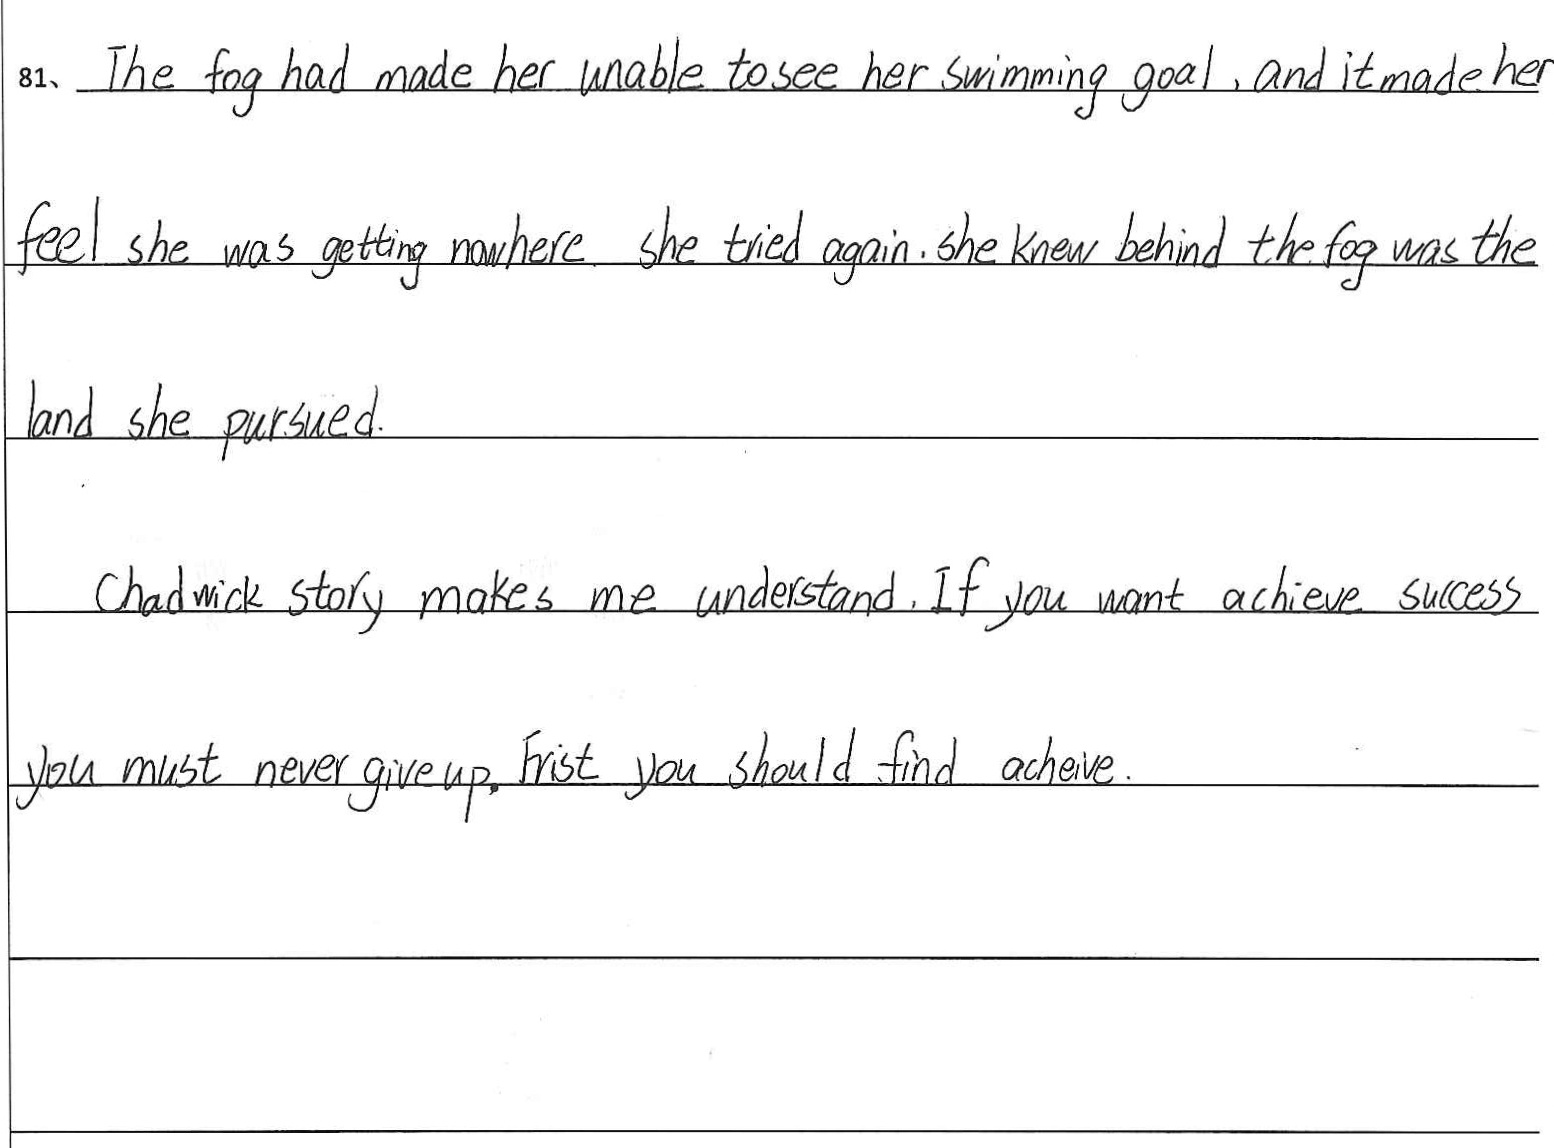 81、 The fog had made her unable to see her swimming goal, and it made her
feel she was getting nowhere. she tried again. she knew behind the fog was the
land she pursued.
Chadwick story makes me understand. If you want achieve success
you must never give up. Frist you should find acheive.